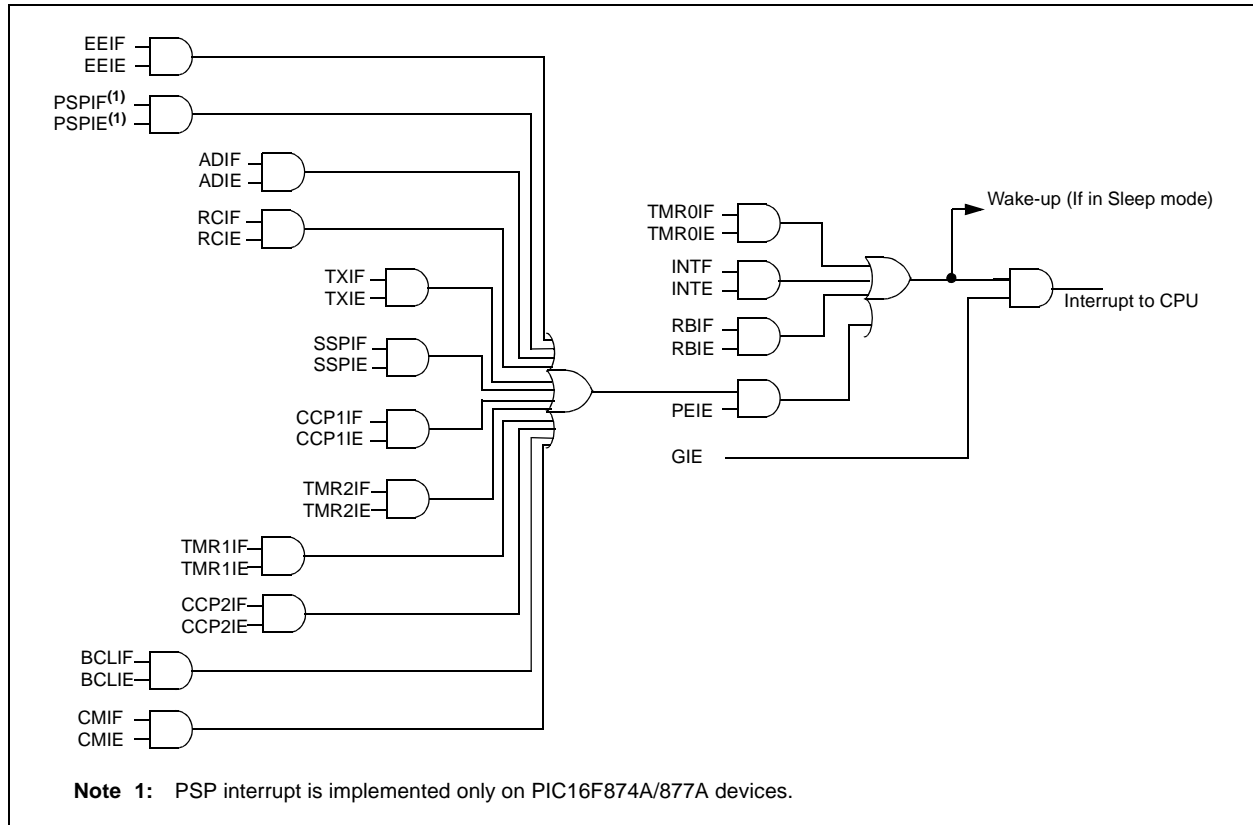 EEIF
EEIE
PSPIF(1)
PSPIE(1)
ADIF
ADIE
RCIF
RCIE
TXIF
TXIE
SSPIF
SSPIE
CCP1IF
CCP1IE
TMR2IF
TMR2IE
TMR1IF
TMR1IE
CCP2IF
CCP2IE
BCLIF
BCLIE
CMIF
CMIE
TMR0IF
TMR0IE
INTF
INTE
RBIF
RBIE
PEIE
GIE
Wake-up (If in Sleep mode)
Interrupt to CPU
Note 1: PSP interrupt is implemented only on PIC16F874A/877A devices.